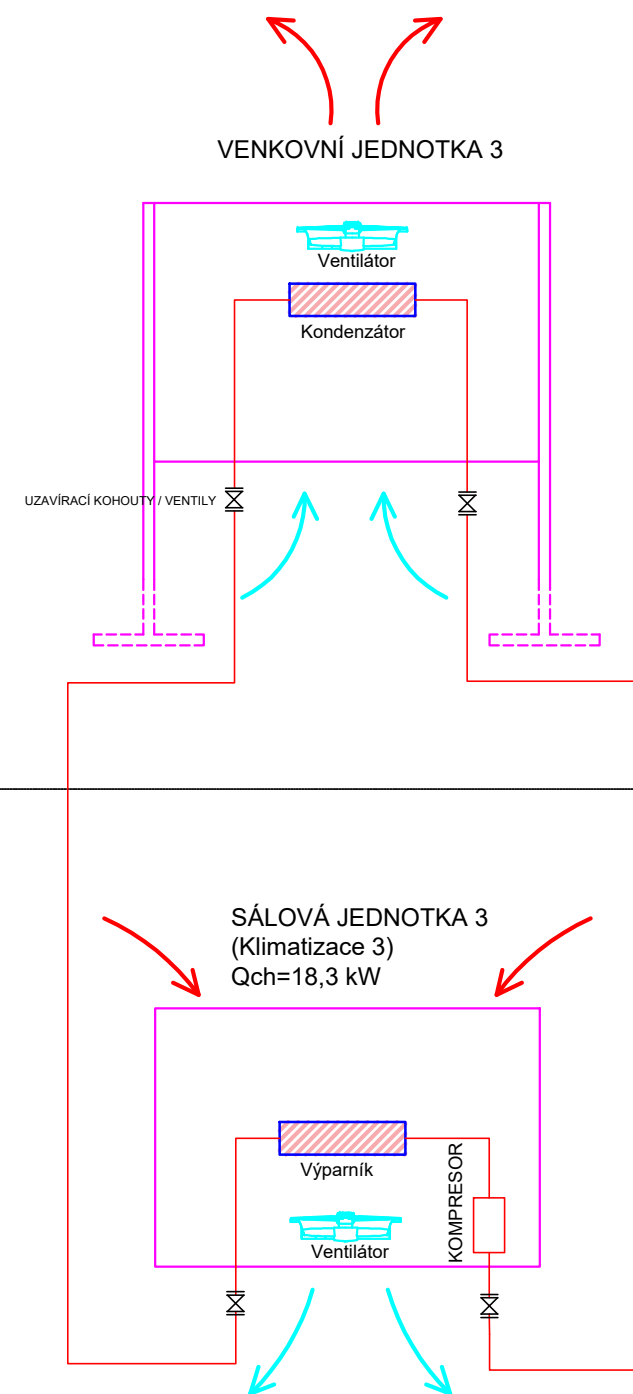 VENKOVNÍ JEDNOTKA 3
Ventilátor
Kondenzátor
UZAVÍRACÍ KOHOUTY / VENTILY
SÁLOVÁ JEDNOTKA 3
(Klimatizace 3)
Qch=18,3 kW
Výparník
KOMPRESOR
Ventilátor